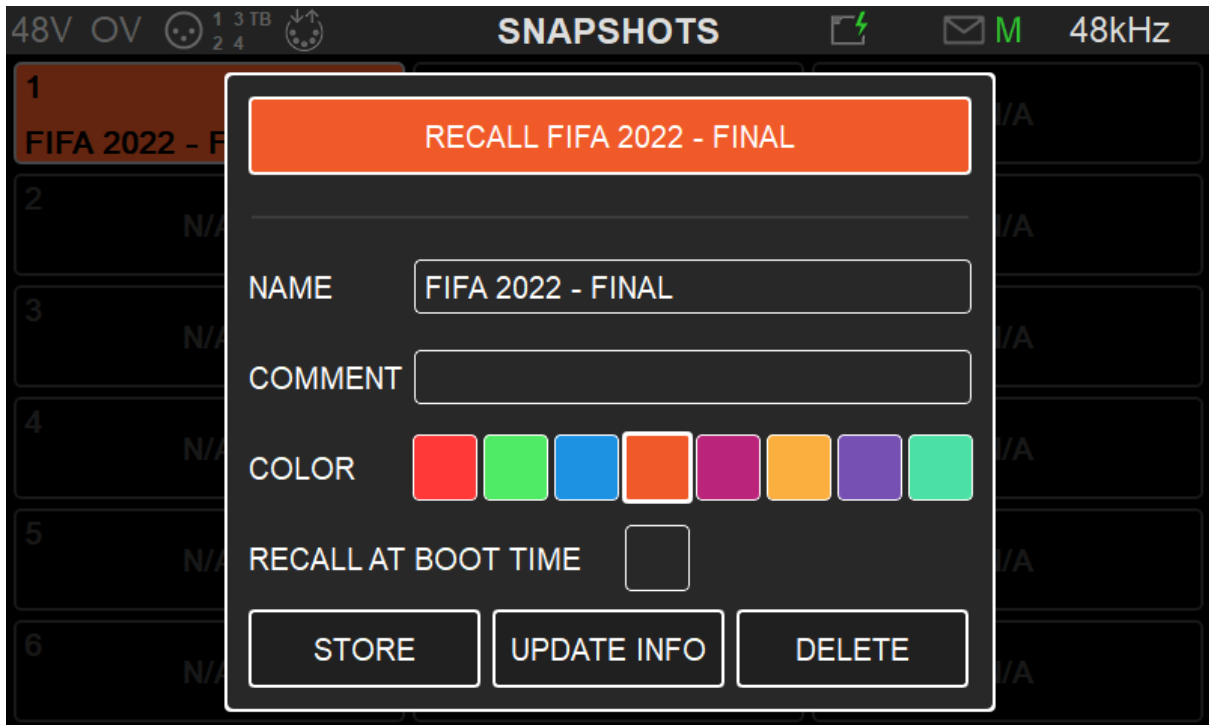 48V OV 1 3 TB 2 4 SNAPSHOTS M 48kHz
1
FIFA 2022 - F
RECALL FIFA 2022 - FINAL
/A
2
N/A
/A
NAME FIFA 2022 - FINAL
3
N/A
/A
COMMENT
4
N/A
/A
COLOR
5
N/A
/A
RECALL AT BOOT TIME
6
N/A
/A
STORE UPDATE INFO DELETE